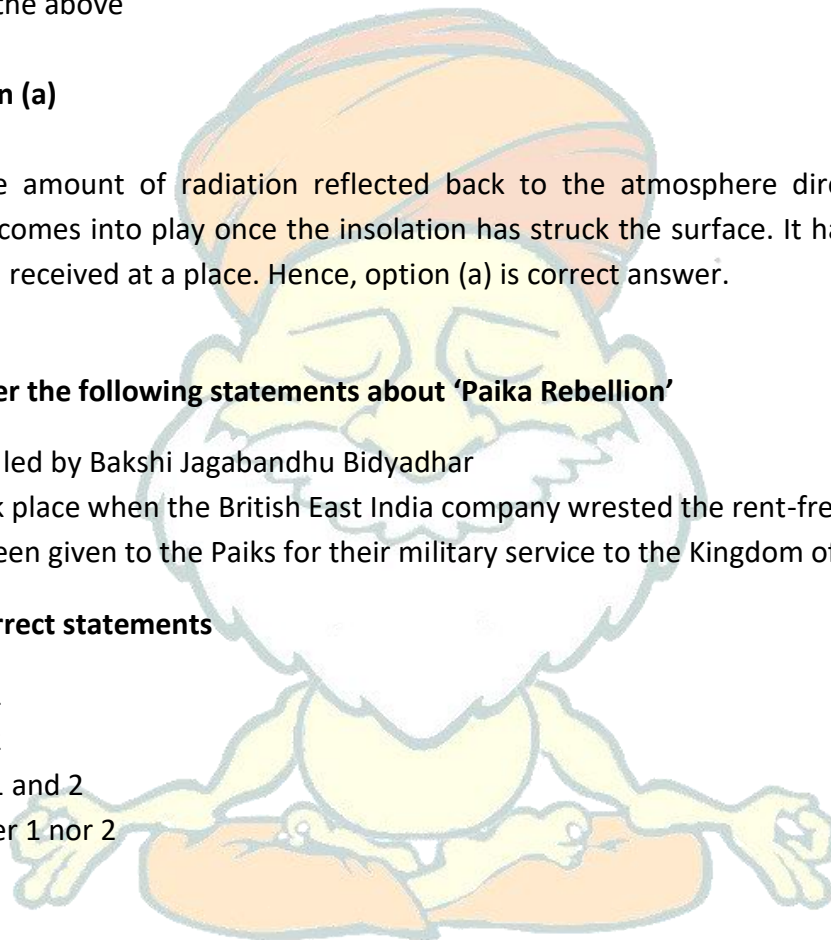 the above
n (a)
e amount of radiation reflected back to the atmosphere dire
comes into play once the insolation has struck the surface. It ha
received at a place. Hence, option (a) is correct answer.
er the following statements about ‘Paika Rebellion’
led by Bakshi Jagabandhu Bidyadhar
k place when the British East India company wrested the rent-fre
een given to the Paiks for their military service to the Kingdom of
rrect statements
1 and 2
er 1 nor 2